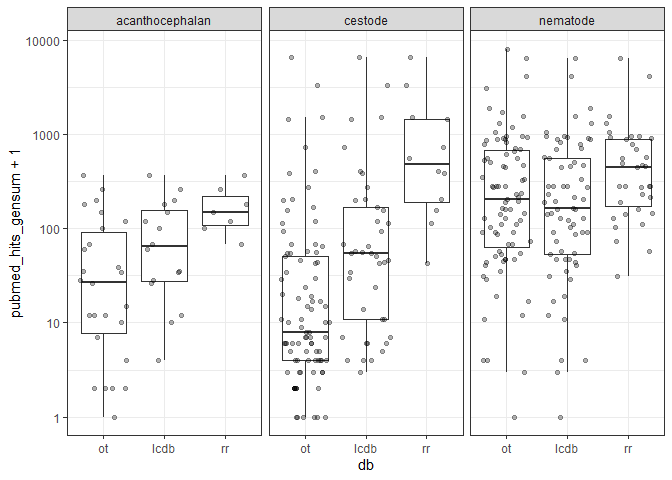 acanthocephalan
cestode
nematode
pubmed_hits_gensum + 1
10000
1000
100
10
1
ot
lcdb
rr
ot
lcdb
rr
ot
lcdb
rr
db